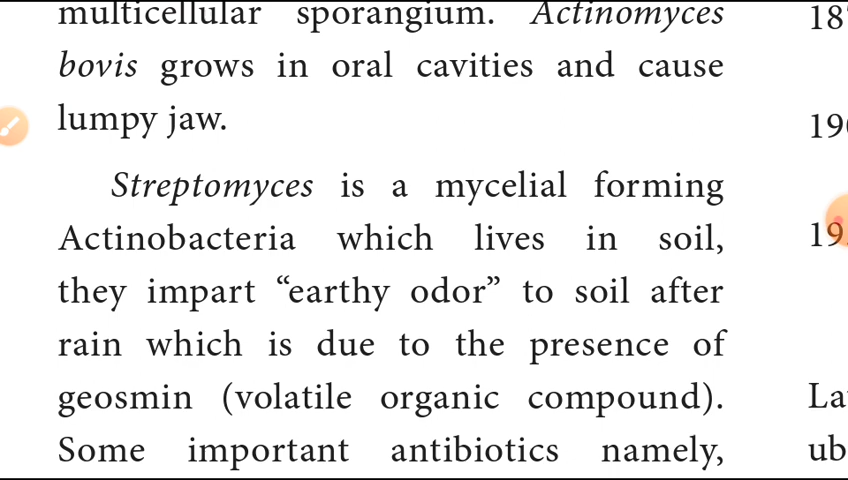 multicellular sporangium. Actinomyces
bovis grows in oral cavities and cause
lumpy jaw.
Streptomyces is a mycelial forming
Actinobacteria which lives in soil,
they impart “earthy odor” to soil after
rain which is due to the presence of
geosmin (volatile organic compound).
Some important antibiotics namely,